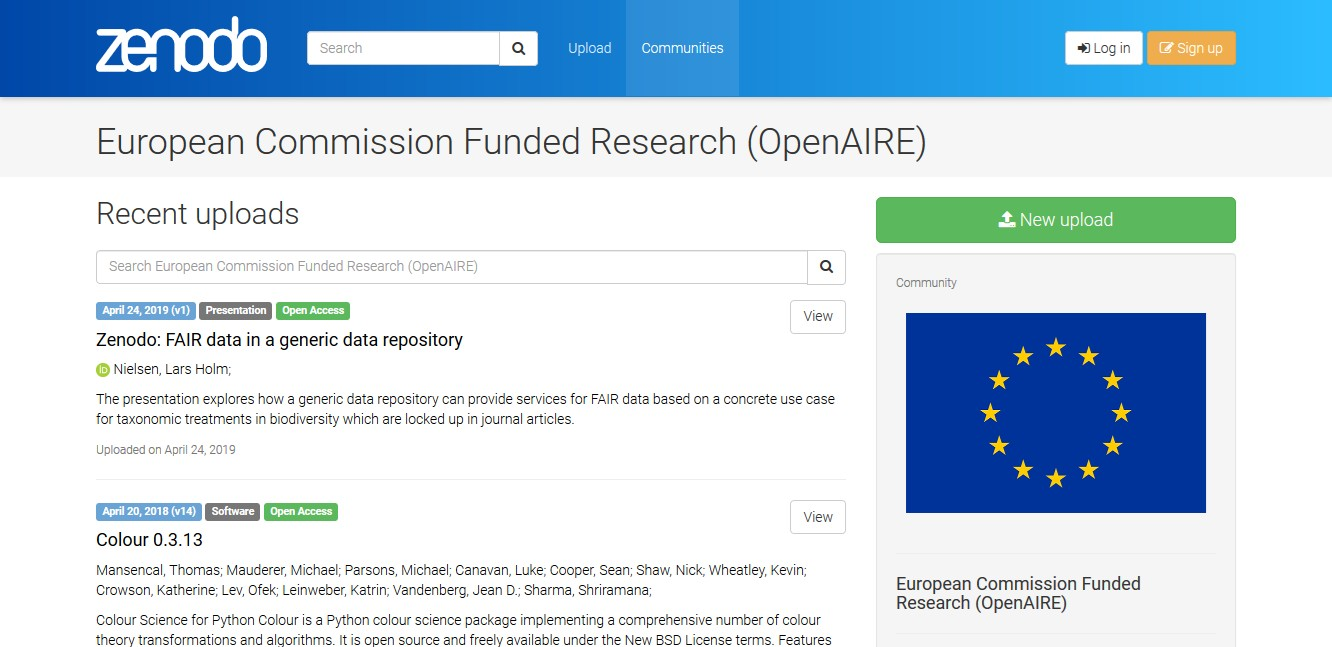 zenodo
Search
Upload
Communities
Log in
Sign up
European Commission Funded Research (OpenAIRE)
Recent uploads
Search European Commission Funded Research (OpenAIRE)
April 24, 2019 (v1) Presentation Open Access
View
Zenodo: FAIR data in a generic data repository
iD Nielsen, Lars Holm;
The presentation explores how a generic data repository can provide services for FAIR data based on a concrete use case
for taxonomic treatments in biodiversity which are locked up in journal articles.
Uploaded on April 24, 2019
April 20, 2018 (v14) Software Open Access
View
Colour 0.3.13
Mansencal, Thomas; Mauderer, Michael; Parsons, Michael; Canavan, Luke; Cooper, Sean; Shaw, Nick; Wheatley, Kevin;
Crowson, Katherine; Lev, Ofek; Leinweber, Katrin; Vandenberg, Jean D.; Sharma, Shriramana;
Colour Science for Python Colour is a Python colour science package implementing a comprehensive number of colour
theory transformations and algorithms. It is open source and freely available under the New BSD License terms. Features
New upload
Community
European Commission Funded
Research (OpenAIRE)